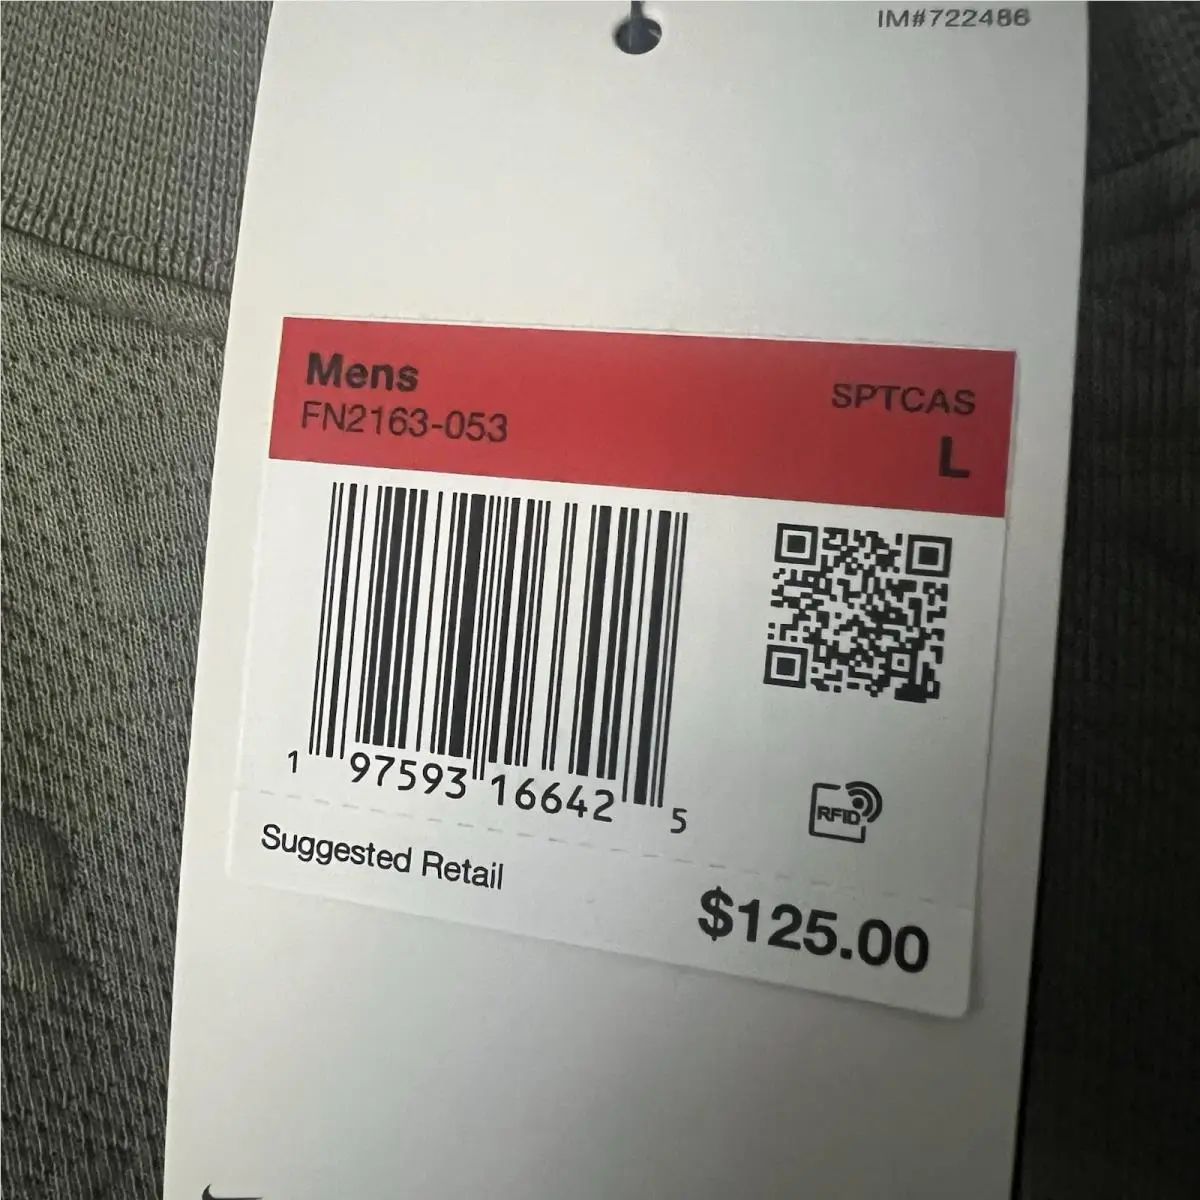 IM#722486
Mens
SPTCAS
FN2163-053
L
1 97593 16642 5
RFID
Suggested Retail
$125.00